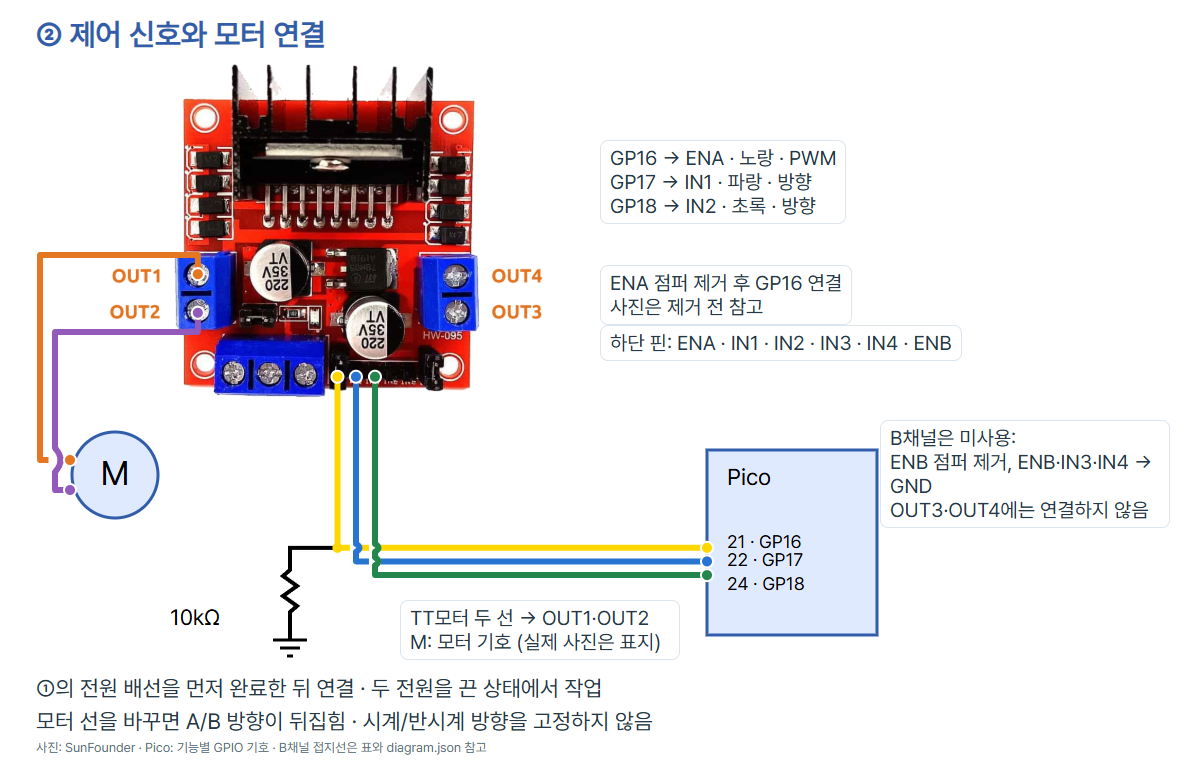 ② 제어 신호와 모터 연결
GP16 → ENA · 노랑 · PWM
GP17 → IN1 · 파랑 · 방향
GP18 → IN2 · 초록 · 방향
OUT1
OUT2
OUT4
OUT3
220
35V
VT
220
35V
VT
HW-095
ENA 점퍼 제거 후 GP16 연결
사진은 제거 전 참고
하단 핀: ENA · IN1 · IN2 · IN3 · IN4 · ENB
B채널은 미사용:
ENB 점퍼 제거, ENB·IN3·IN4 →
GND
OUT3·OUT4에는 연결하지 않음
M
Pico
21 · GP16
22 · GP17
24 · GP18
10kΩ
TT모터 두 선 → OUT1·OUT2
M: 모터 기호 (실제 사진은 표지)
①의 전원 배선을 먼저 완료한 뒤 연결 · 두 전원을 끈 상태에서 작업
모터 선을 바꾸면 A/B 방향이 뒤집힘 · 시계/반시계 방향을 고정하지 않음
사진: SunFounder · Pico: 기능별 GPIO 기호 · B채널 접지선은 표와 diagram.json 참고